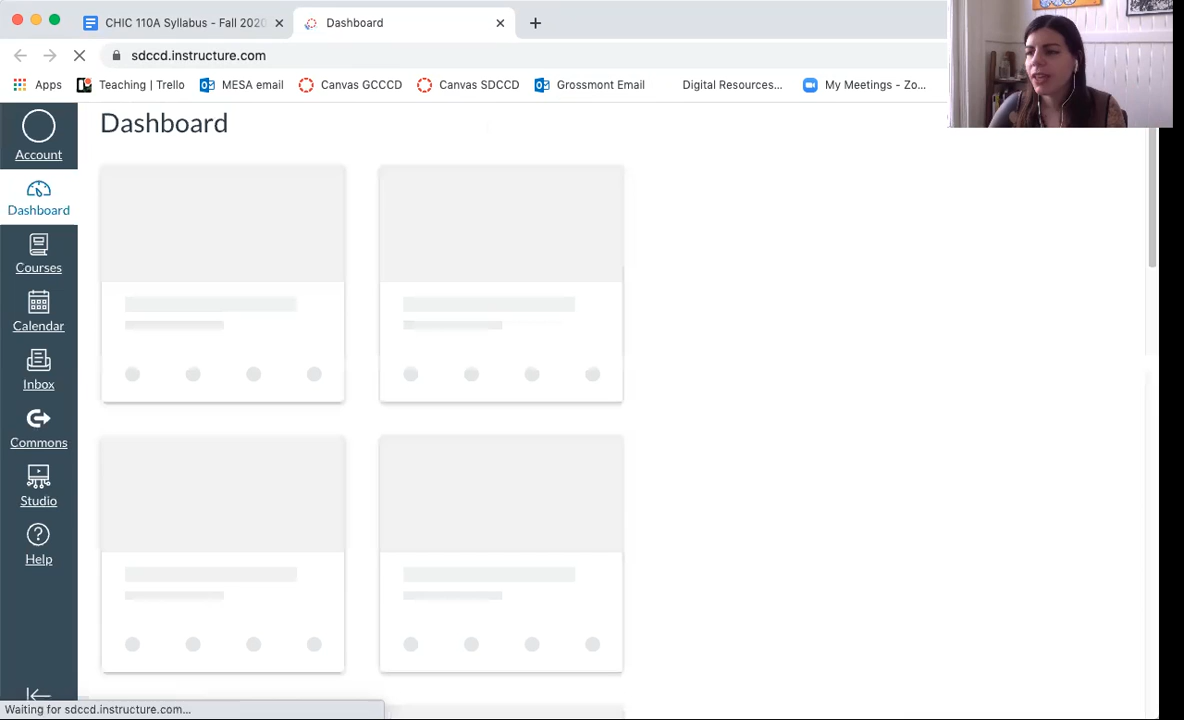 CHIC 110A Syllabus - Fall 2020
Dashboard
sdccd.instructure.com
Apps
Teaching | Trello
MESA email
Canvas GCCCD
Canvas SDCCD
Grossmont Email
Digital Resources...
My Meetings - Zo...
Account
Dashboard
Courses
Calendar
Inbox
Commons
Studio
Help
Dashboard
Waiting for sdccd.instructure.com...